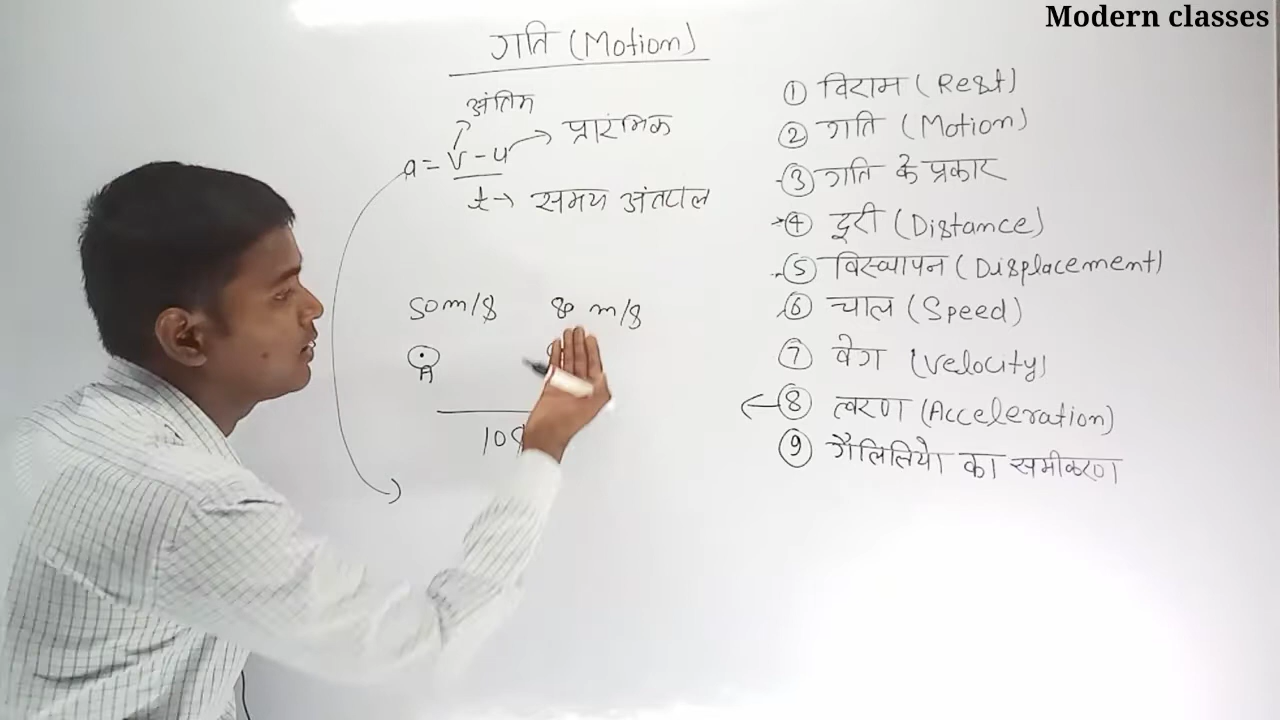 Modern classes
गति (Motion)
अंतिम
a = v - u → प्रारंभिक
t → समय अंतराल
50 m/s
m/s
A
① विराम (Rest)
② गति (Motion)
③ गति के प्रकार
④ दूरी (Distance)
⑤ विस्थापन (Displacement)
⑥ चाल (Speed)
⑦ वेग (Velocity)
⑧ त्वरण (Acceleration)
⑨ गैलिलियो का समीकरण